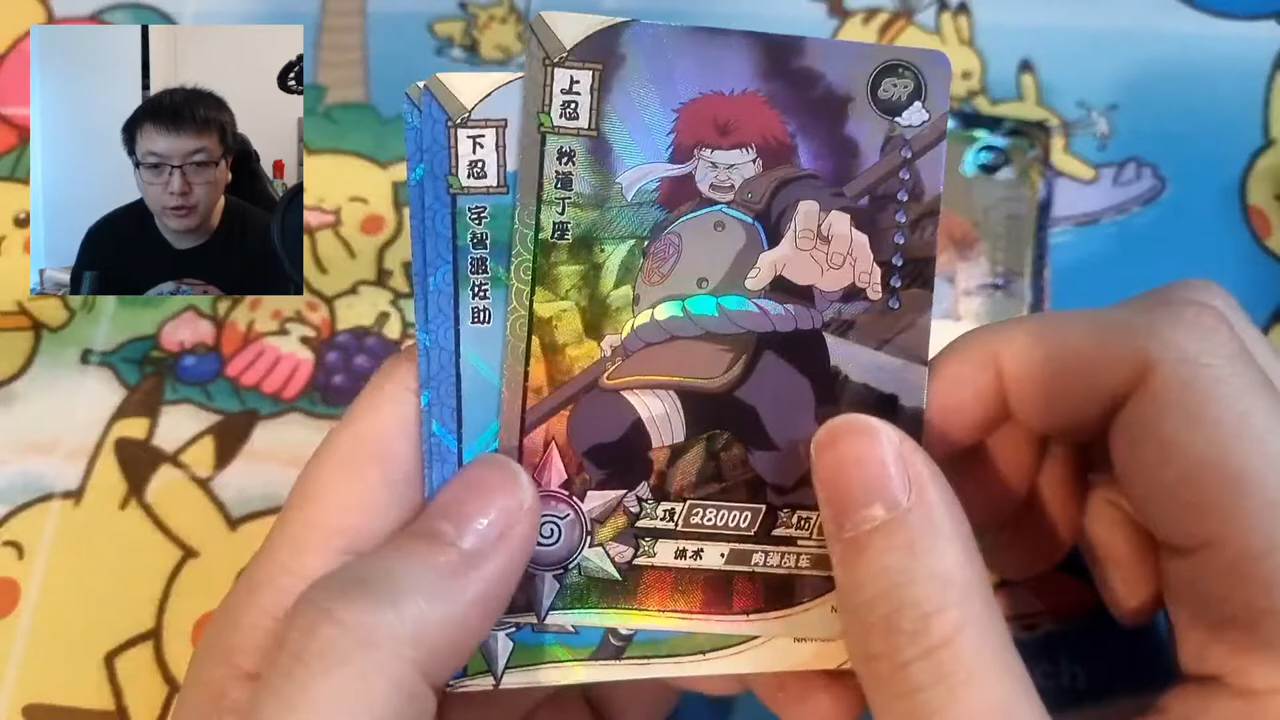 上忍
秋道丁座
SR
下忍
宇智波佐助
攻 28000 防
体术 · 肉弹战车